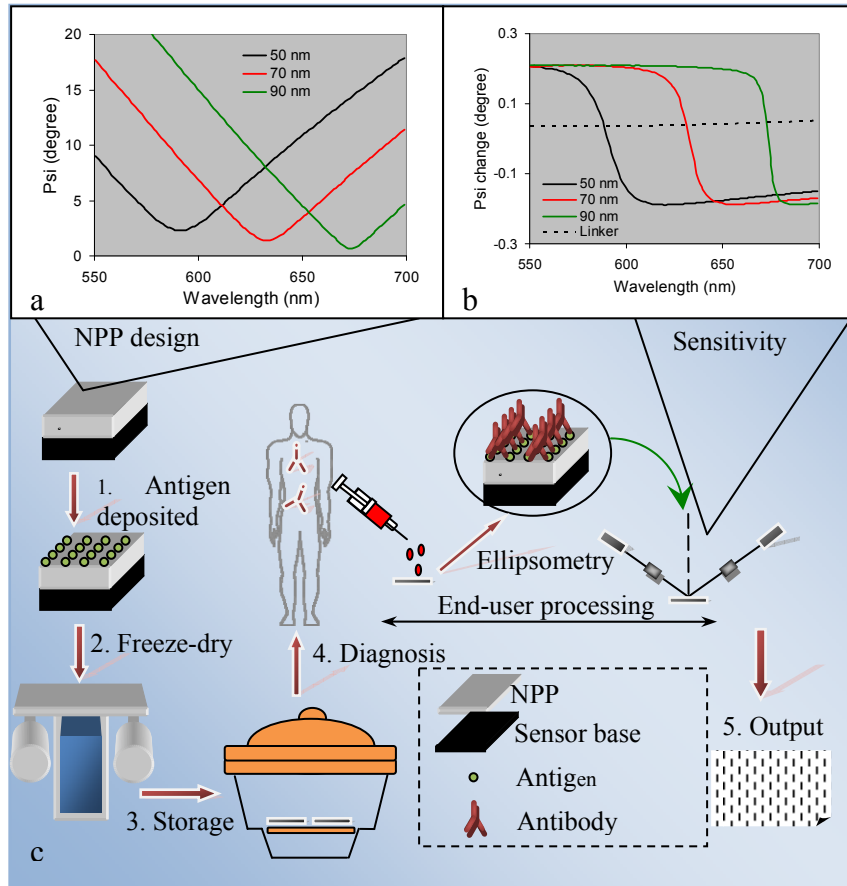 20
15
10
5
0
Psi (degree)
50 nm
70 nm
90 nm
550 600 650 700
Wavelength (nm)
a
0.3
0.1
-0.1
-0.3
Psi change (degree)
50 nm
70 nm
90 nm
Linker
550 600 650 700
Wavelength (nm)
b
NPP design
Sensitivity
1. Antigen
deposited
Ellipsometry
End-user processing
2. Freeze-dry
4. Diagnosis
NPP
Sensor base
Antigen
Antibody
5. Output
3. Storage
c